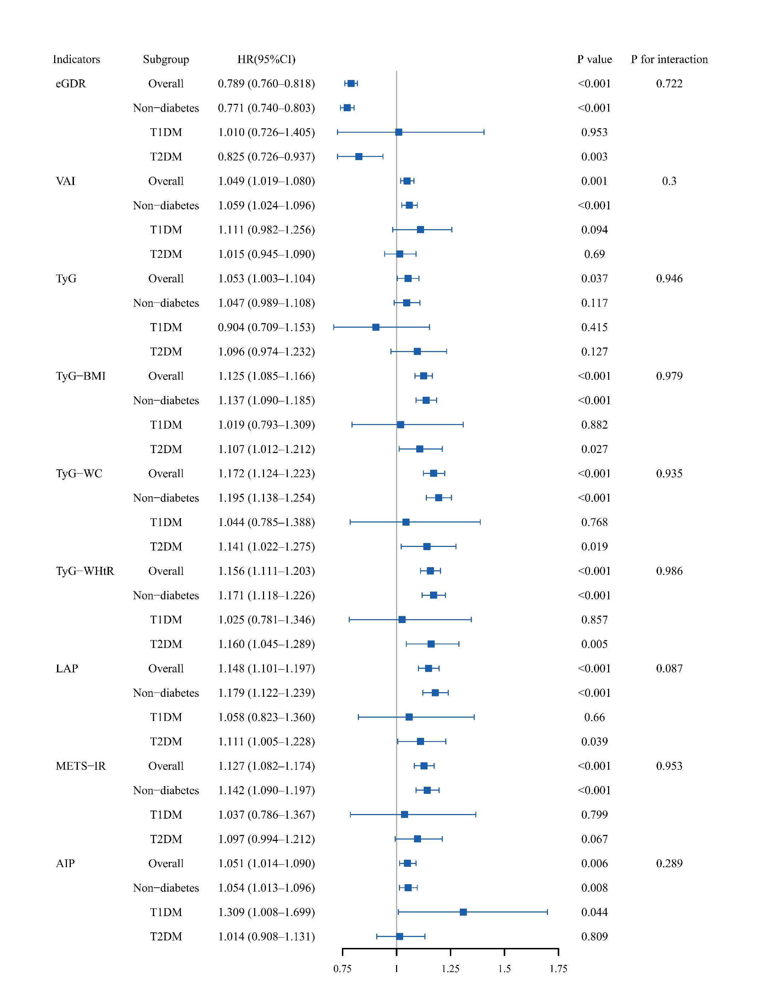 Indicators Subgroup HR(95%CI) P value P for interaction
eGDR Overall 0.789 (0.760–0.818) <0.001 0.722
Non−diabetes 0.771 (0.740–0.803) <0.001
T1DM 1.010 (0.726–1.405) 0.953
T2DM 0.825 (0.726–0.937) 0.003
VAI Overall 1.049 (1.019–1.080) 0.001 0.3
Non−diabetes 1.059 (1.024–1.096) <0.001
T1DM 1.111 (0.982–1.256) 0.094
T2DM 1.015 (0.945–1.090) 0.69
TyG Overall 1.053 (1.003–1.104) 0.037 0.946
Non−diabetes 1.047 (0.989–1.108) 0.117
T1DM 0.904 (0.709–1.153) 0.415
T2DM 1.096 (0.974–1.232) 0.127
TyG−BMI Overall 1.125 (1.085–1.166) <0.001 0.979
Non−diabetes 1.137 (1.090–1.185) <0.001
T1DM 1.019 (0.793–1.309) 0.882
T2DM 1.107 (1.012–1.212) 0.027
TyG−WC Overall 1.172 (1.124–1.223) <0.001 0.935
Non−diabetes 1.195 (1.138–1.254) <0.001
T1DM 1.044 (0.785–1.388) 0.768
T2DM 1.141 (1.022–1.275) 0.019
TyG−WHtR Overall 1.156 (1.111–1.203) <0.001 0.986
Non−diabetes 1.171 (1.118–1.226) <0.001
T1DM 1.025 (0.781–1.346) 0.857
T2DM 1.160 (1.045–1.289) 0.005
LAP Overall 1.148 (1.101–1.197) <0.001 0.087
Non−diabetes 1.179 (1.122–1.239) <0.001
T1DM 1.058 (0.823–1.360) 0.66
T2DM 1.111 (1.005–1.228) 0.039
METS−IR Overall 1.127 (1.082–1.174) <0.001 0.953
Non−diabetes 1.142 (1.090–1.197) <0.001
T1DM 1.037 (0.786–1.367) 0.799
T2DM 1.097 (0.994–1.212) 0.067
AIP Overall 1.051 (1.014–1.090) 0.006 0.289
Non−diabetes 1.054 (1.013–1.096) 0.008
T1DM 1.309 (1.008–1.699) 0.044
T2DM 1.014 (0.908–1.131) 0.809
0.75 1 1.25 1.5 1.75